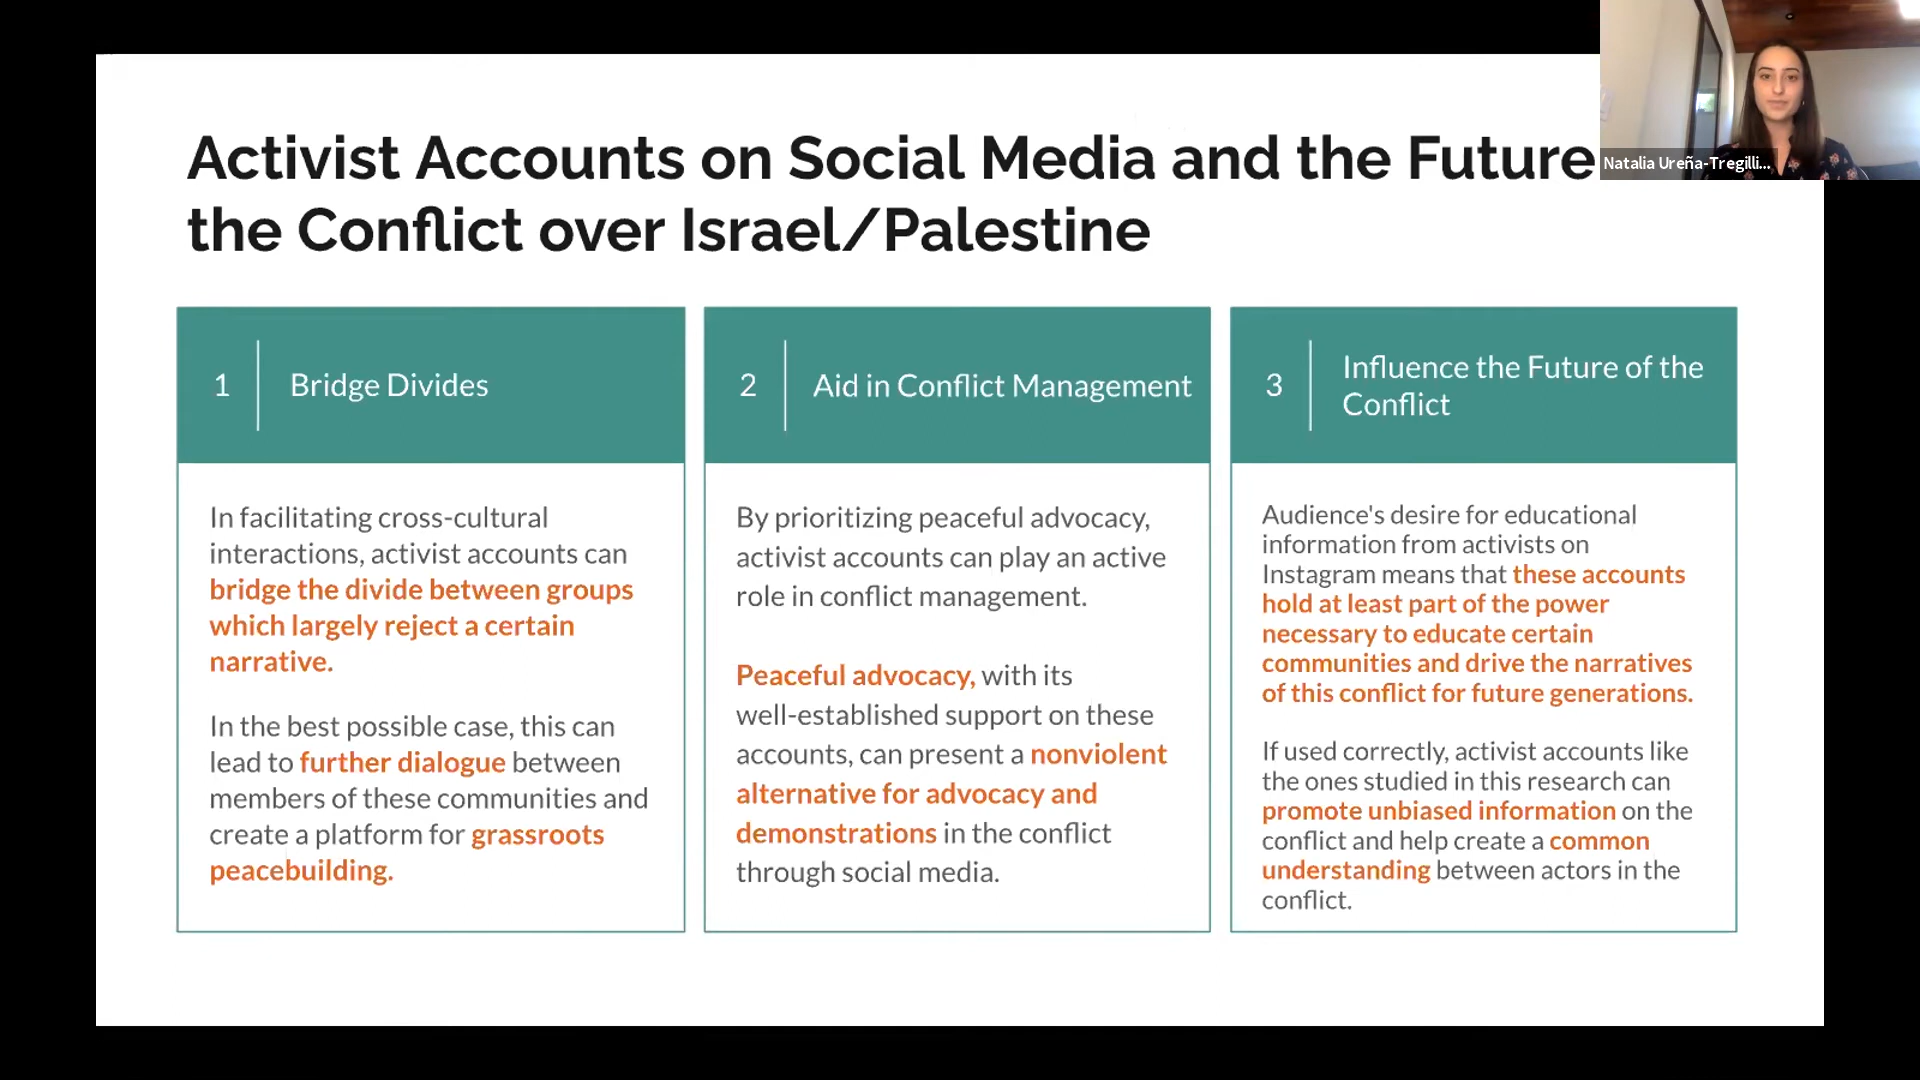 Activist Accounts on Social Media and the Future
the Conflict over Israel/Palestine
Natalia Ureña-Tregilli...
1
Bridge Divides
In facilitating cross-cultural
interactions, activist accounts can
bridge the divide between groups
which largely reject a certain
narrative.
In the best possible case, this can
lead to further dialogue between
members of these communities and
create a platform for grassroots
peacebuilding.
2
Aid in Conflict Management
By prioritizing peaceful advocacy,
activist accounts can play an active
role in conflict management.
Peaceful advocacy, with its
well-established support on these
accounts, can present a nonviolent
alternative for advocacy and
demonstrations in the conflict
through social media.
3
Influence the Future of the
Conflict
Audience's desire for educational
information from activists on
Instagram means that these accounts
hold at least part of the power
necessary to educate certain
communities and drive the narratives
of this conflict for future generations.
If used correctly, activist accounts like
the ones studied in this research can
promote unbiased information on the
conflict and help create a common
understanding between actors in the
conflict.